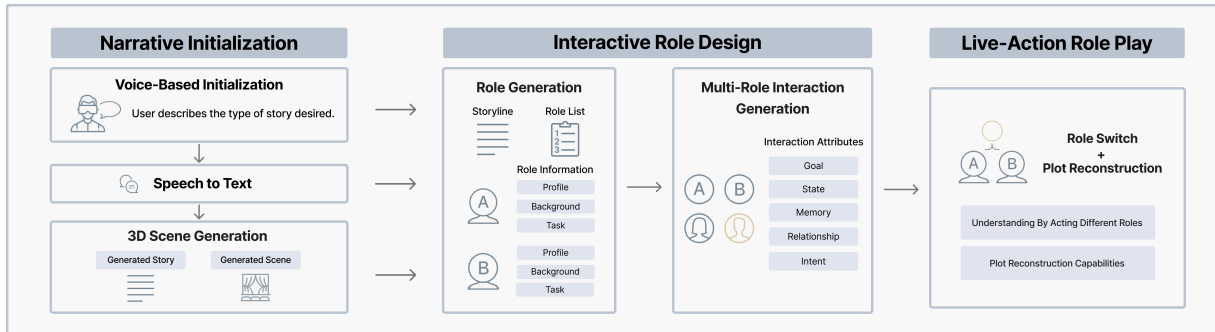 Narrative Initialization
Voice-Based Initialization
User describes the type of story desired.
Speech to Text
3D Scene Generation
Generated Story
Generated Scene
Interactive Role Design
Role Generation
Storyline
Role List
1
2
3
Role Information
A
Profile
Background
Task
B
Profile
Background
Task
Multi-Role Interaction
Generation
Interaction Attributes
A
B
Goal
State
Memory
Relationship
Intent
Live-Action Role Play
A
B
Role Switch
+
Plot Reconstruction
Understanding By Acting Different Roles
Plot Reconstruction Capabilities